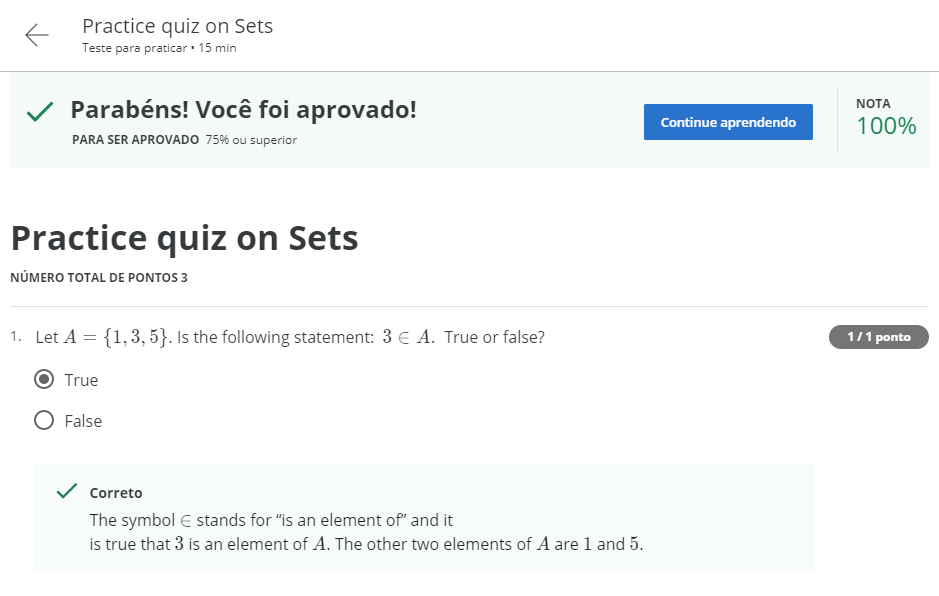 Practice quiz on Sets
Teste para praticar • 15 min
Parabéns! Você foi aprovado!
PARA SER APROVADO 75% ou superior
Continue aprendendo
NOTA
100%
Practice quiz on Sets
NÚMERO TOTAL DE PONTOS 3
1. Let A = {1, 3, 5}. Is the following statement: 3 ∈ A. True or false?
1 / 1 ponto
True
False
Correto
The symbol ∈ stands for “is an element of” and it
is true that 3 is an element of A. The other two elements of A are 1 and 5.